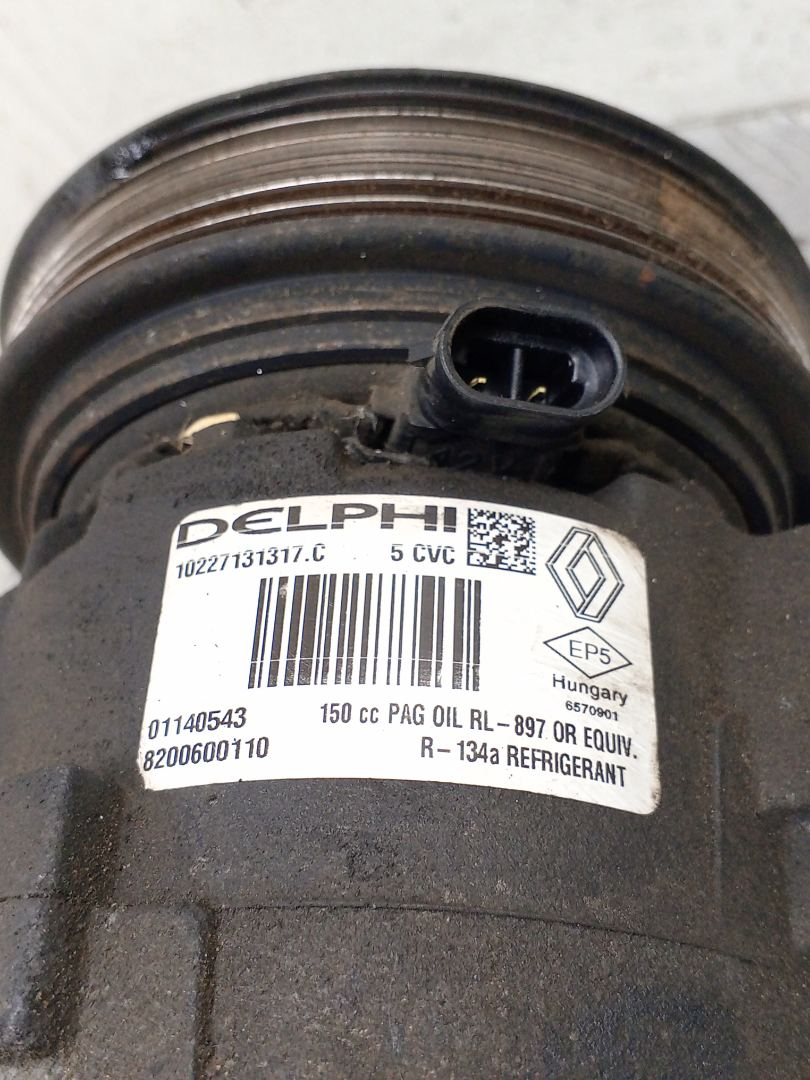 DELPHI
10227131317.C 5 CVC
EP5
Hungary
6570901
01140543 150 cc PAG OIL RL-897 OR EQUIV.
8200600110 R-134a REFRIGERANT